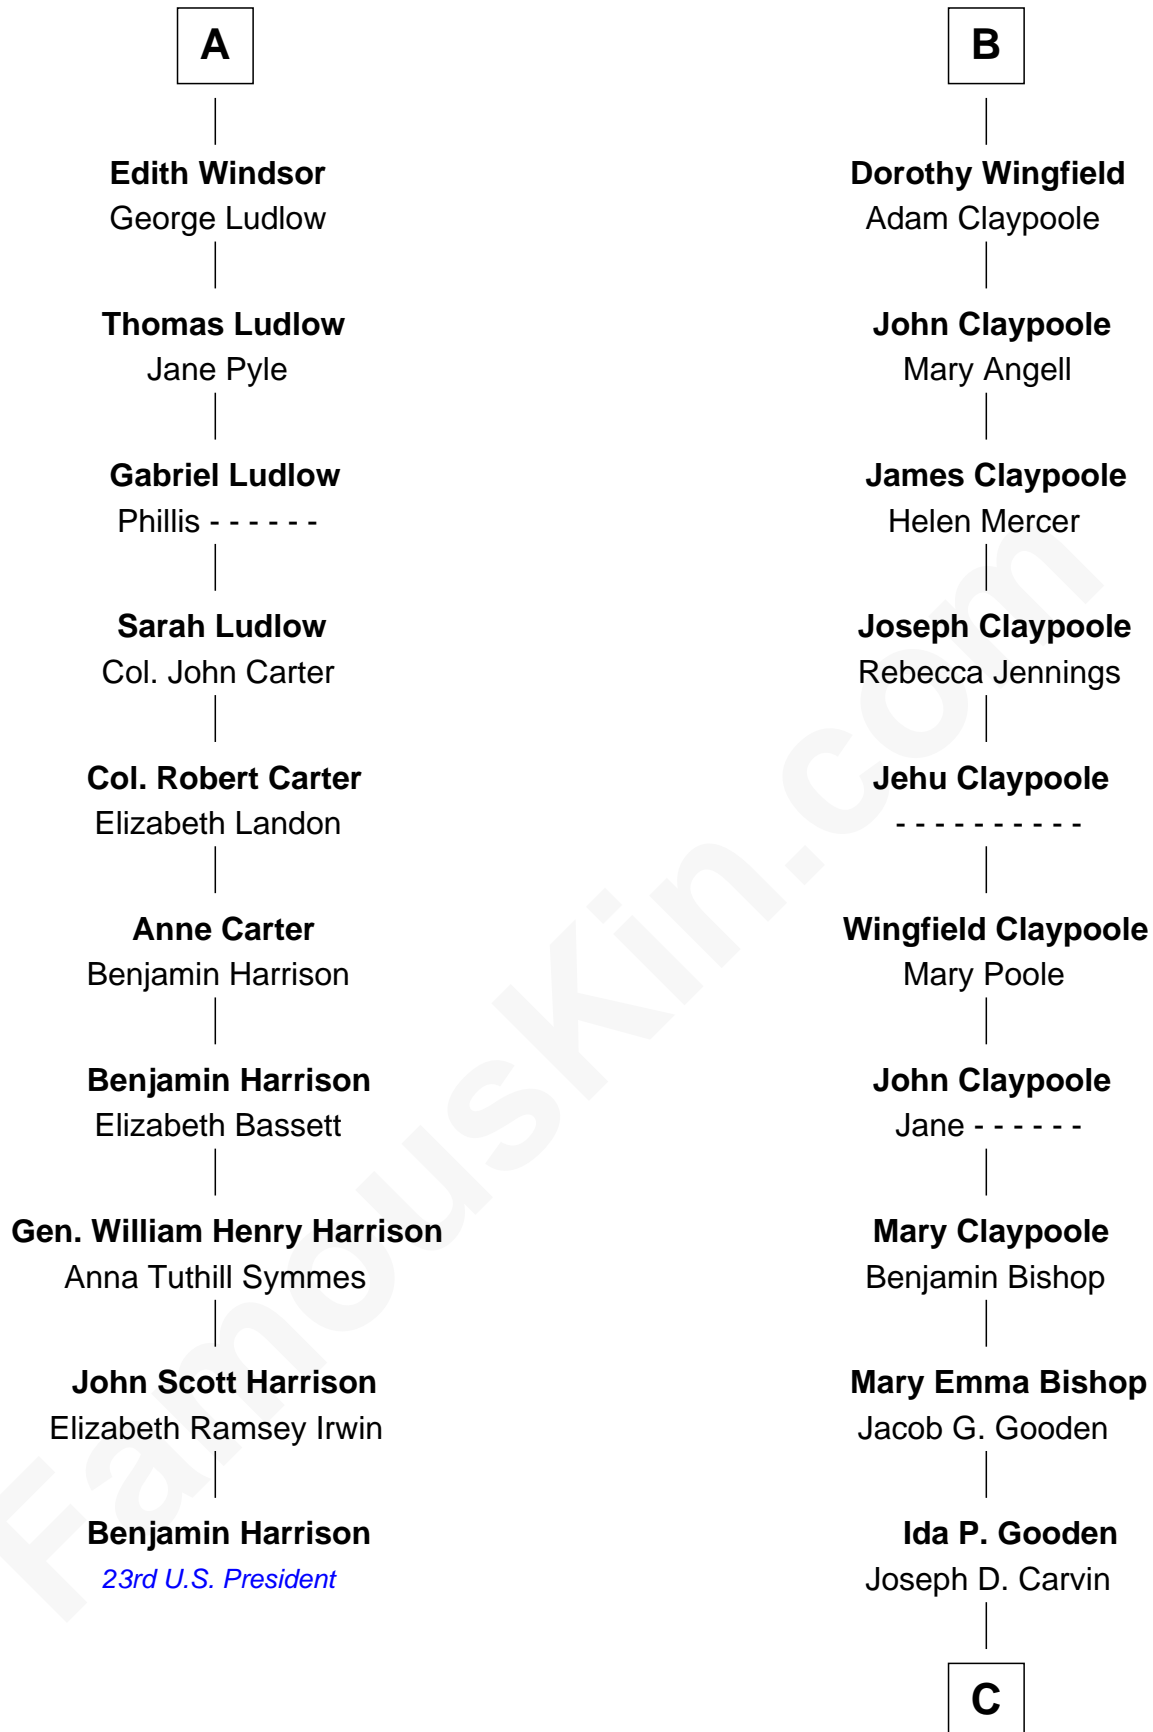 A
Edith Windsor
George Ludlow
Thomas Ludlow
Jane Pyle
Gabriel Ludlow
Phillis - - - - - -
Sarah Ludlow
Col. John Carter
Col. Robert Carter
Elizabeth Landon
Anne Carter
Benjamin Harrison
Benjamin Harrison
Elizabeth Bassett
Gen. William Henry Harrison
Anna Tuthill Symmes
John Scott Harrison
Elizabeth Ramsey Irwin
Benjamin Harrison
23rd U.S. President
B
Dorothy Wingfield
Adam Claypoole
John Claypoole
Mary Angell
James Claypoole
Helen Mercer
Joseph Claypoole
Rebecca Jennings
Jehu Claypoole
- - - - - - - - - -
Wingfield Claypoole
Mary Poole
John Claypoole
Jane - - - - - -
Mary Claypoole
Benjamin Bishop
Mary Emma Bishop
Jacob G. Gooden
Ida P. Gooden
Joseph D. Carvin
C
FamousKin.com